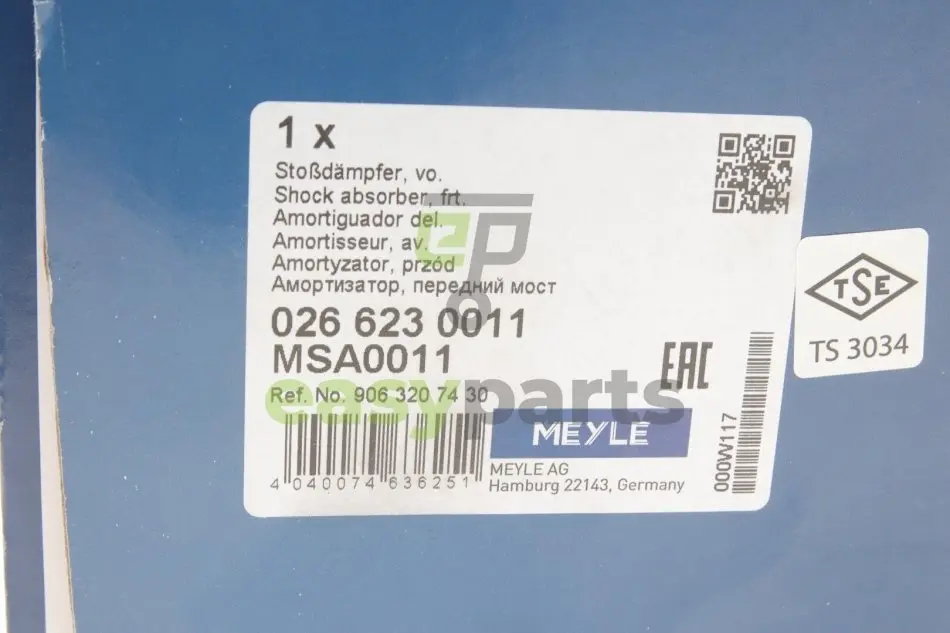 1 x
Stoßdämpfer, vo.
Shock absorber, frt.
Amortiguador del.
Amortisseur, av.
Amortyzator, przód
Амортизатор, передний мост
026 623 0011
MSA0011
EAC
Ref. No. 906 320 74 30
easyparts
MEYLE
MEYLE AG
Hamburg 22143, Germany
4 040074 636251
000W117
TSE
TS 3034
ep